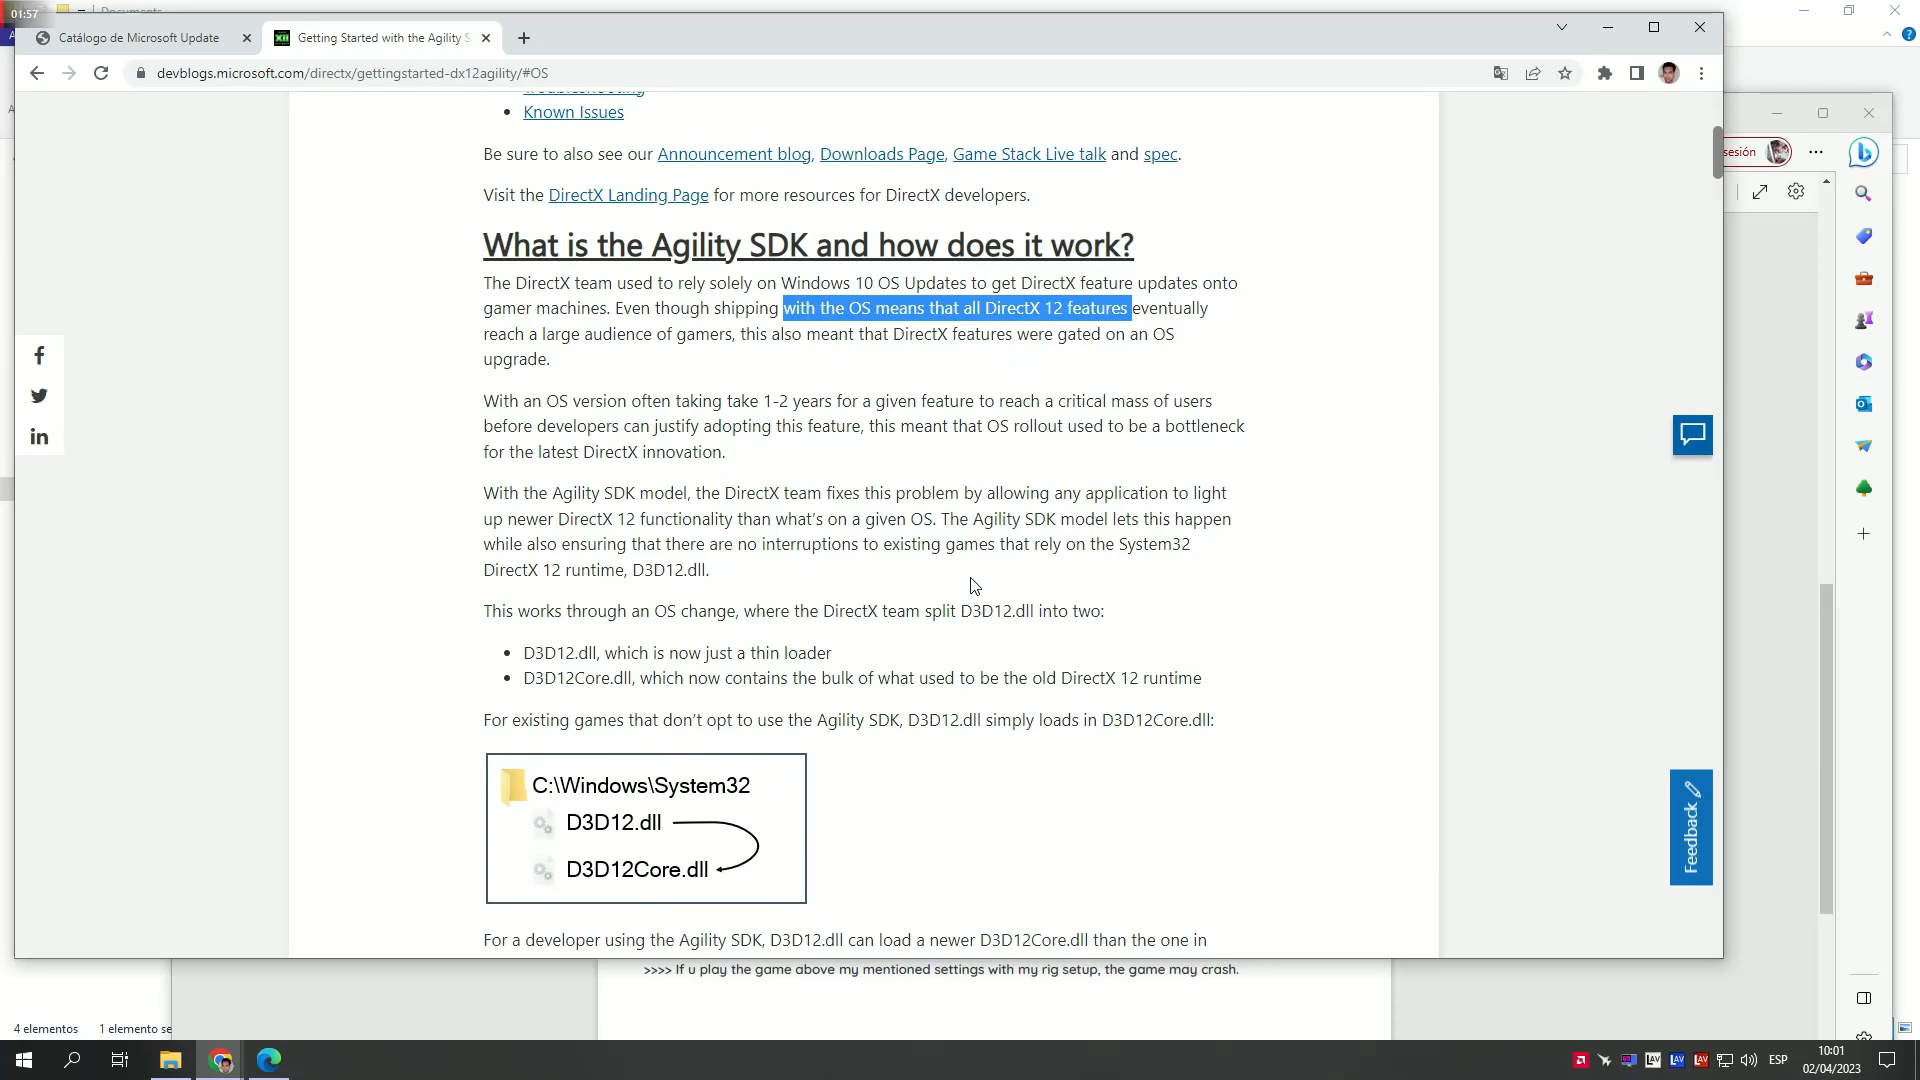 01:57
Documents
Catálogo de Microsoft Update
Getting Started with the Agility S
devblogs.microsoft.com/directx/gettingstarted-dx12agility/#OS
Known Issues
Be sure to also see our Announcement blog, Downloads Page, Game Stack Live talk and spec.
Visit the DirectX Landing Page for more resources for DirectX developers.
sesión
What is the Agility SDK and how does it work?
The DirectX team used to rely solely on Windows 10 OS Updates to get DirectX feature updates onto
gamer machines. Even though shipping with the OS means that all DirectX 12 features eventually
reach a large audience of gamers, this also meant that DirectX features were gated on an OS
upgrade.
With an OS version often taking take 1-2 years for a given feature to reach a critical mass of users
before developers can justify adopting this feature, this meant that OS rollout used to be a bottleneck
for the latest DirectX innovation.
With the Agility SDK model, the DirectX team fixes this problem by allowing any application to light
up newer DirectX 12 functionality than what's on a given OS. The Agility SDK model lets this happen
while also ensuring that there are no interruptions to existing games that rely on the System32
DirectX 12 runtime, D3D12.dll.
This works through an OS change, where the DirectX team split D3D12.dll into two:
D3D12.dll, which is now just a thin loader
D3D12Core.dll, which now contains the bulk of what used to be the old DirectX 12 runtime
For existing games that don't opt to use the Agility SDK, D3D12.dll simply loads in D3D12Core.dll:
C:\Windows\System32
D3D12.dll
D3D12Core.dll
Feedback
For a developer using the Agility SDK, D3D12.dll can load a newer D3D12Core.dll than the one in
>>>> If u play the game above my mentioned settings with my rig setup, the game may crash.
4 elementos 1 elemento se
ESP
10:01
02/04/2023